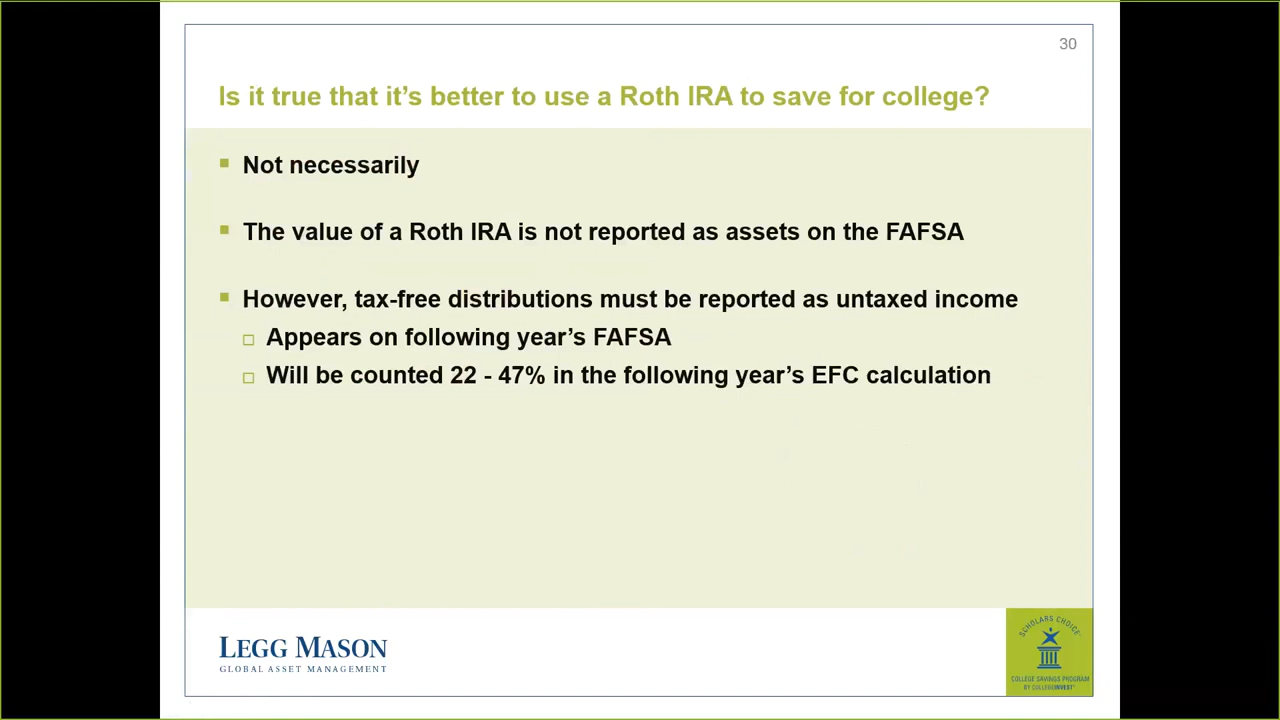 30
Is it true that it's better to use a Roth IRA to save for college?
Not necessarily
The value of a Roth IRA is not reported as assets on the FAFSA
However, tax-free distributions must be reported as untaxed income
Appears on following year's FAFSA
Will be counted 22 - 47% in the following year's EFC calculation
LEGG MASON
GLOBAL ASSET MANAGEMENT
SCHOLARS CHOICE
COLLEGE SAVINGS PROGRAM
BY COLLEGEINVEST